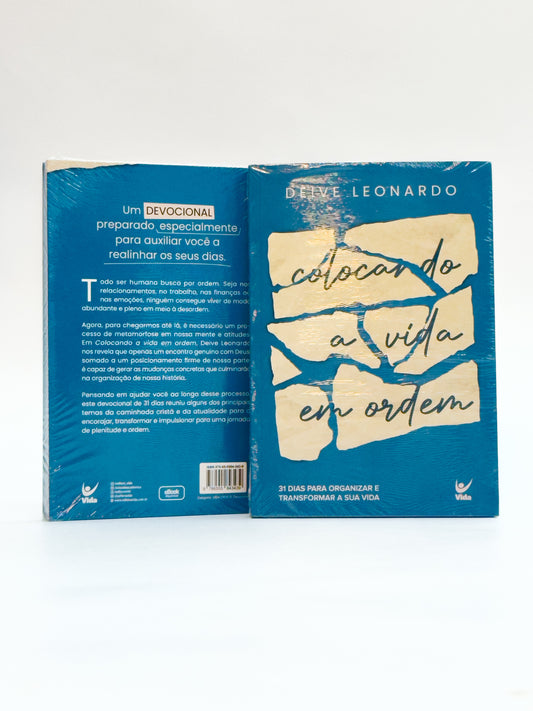 Um DEVOCIONAL
preparado especialmente
para auxiliar você a
realinhar os seus dias.
Todo ser humano busca por ordem. Seja nos
relacionamentos, no trabalho, nas finanças ou
nas emoções, ninguém consegue viver de modo
abundante e pleno em meio à desordem.
Agora, para chegarmos até lá, é necessário um pro-
cesso de metamorfose em nossa mente e atitudes.
Em Colocando a vida em ordem, Deive Leonardo
nos revela que apenas um encontro genuíno com Deus
somado a um posicionamento firme de nossa parte
é capaz de gerar as mudanças concretas que culminarão
na organização de nossa história.
Pensando em ajudar você ao longo desse processo,
este devocional de 31 dias reuniu alguns dos principais
temas da caminhada cristã e da atualidade para
encorajar, transformar e impulsionar para uma jornada
de plenitude e ordem.
Vida
eBook
DEIVE LEONARDO
colocando
a vida
em ordem
31 DIAS PARA ORGANIZAR E
TRANSFORMAR A SUA VIDA
Vida